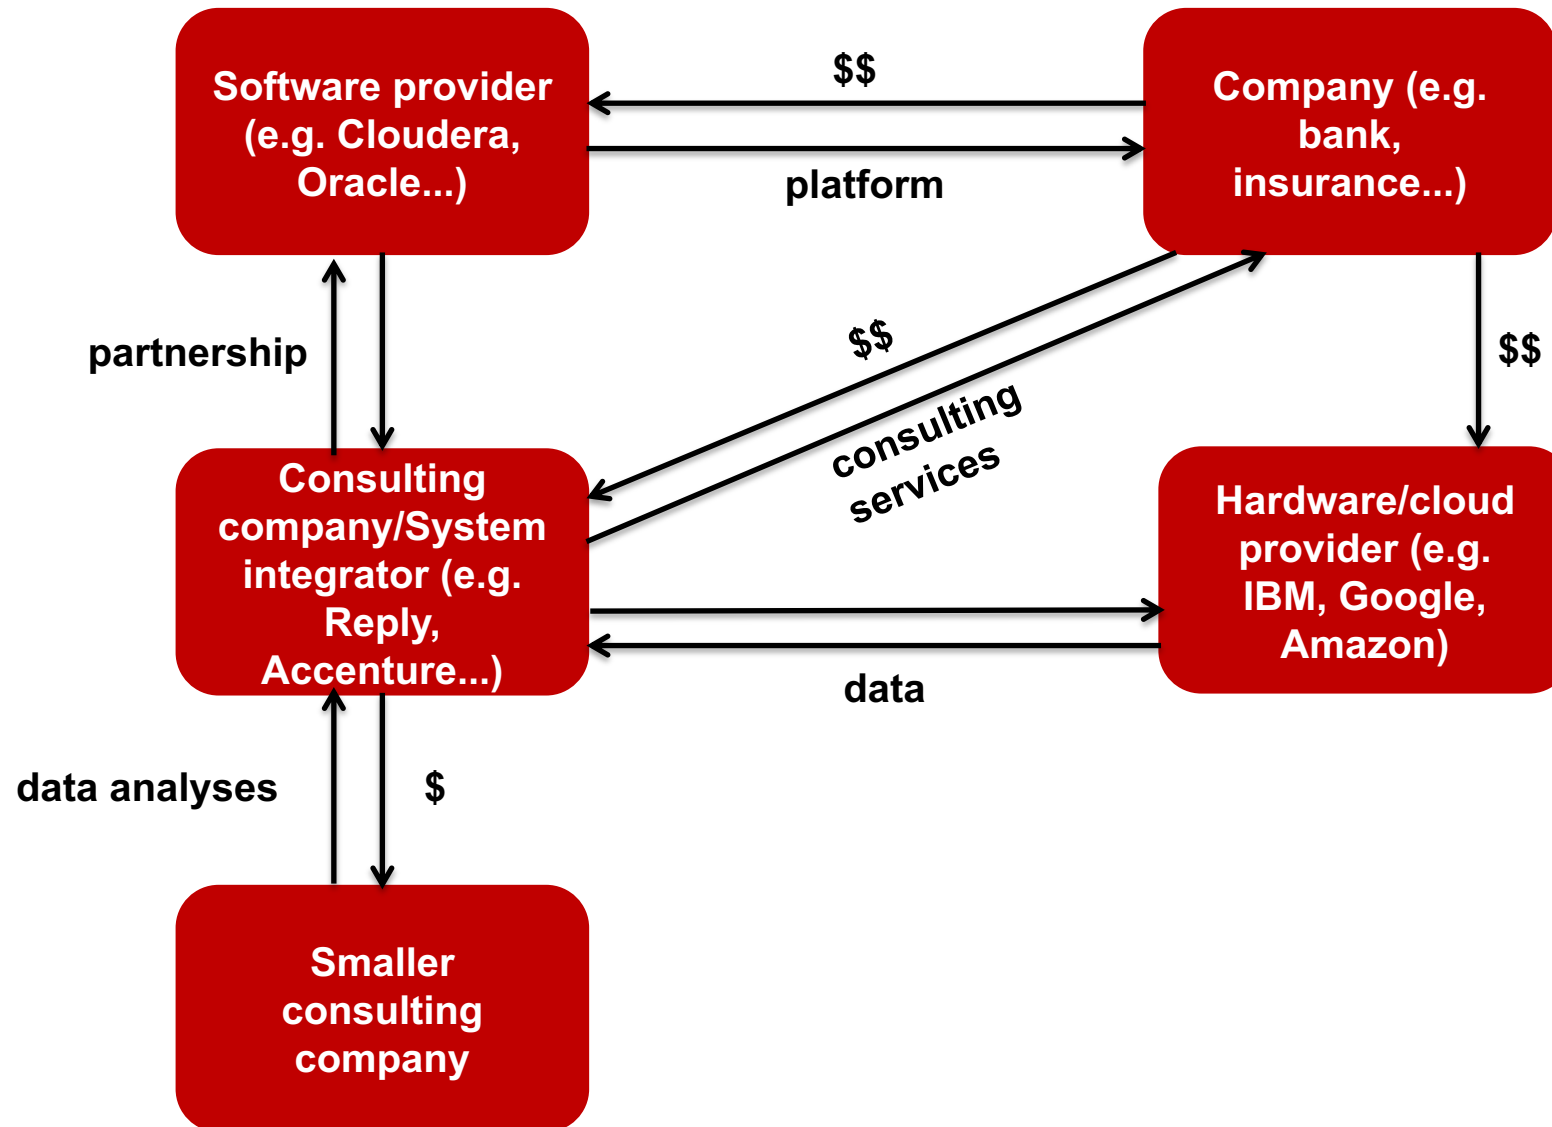 Software provider
(e.g. Cloudera,
Oracle...)
$$
platform
Company (e.g.
bank,
insurance...)
partnership
$$
consulting
services
$$
Consulting
company/System
integrator (e.g.
Reply,
Accenture...)
data
Hardware/cloud
provider (e.g.
IBM, Google,
Amazon)
data analyses
$
Smaller
consulting
company